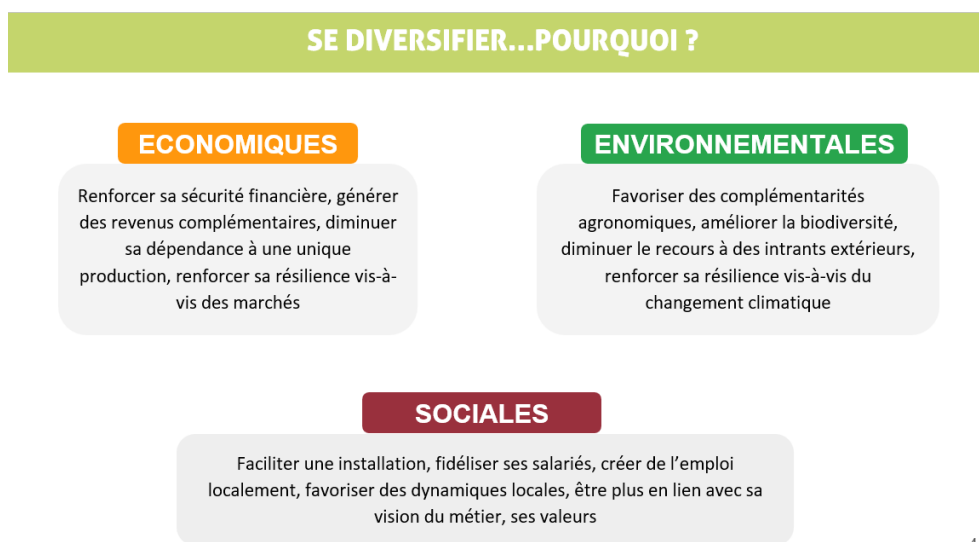 SE DIVERSIFIER...POURQUOI ?
ECONOMIQUES
Renforcer sa sécurité financière, générer
des revenus complémentaires, diminuer
sa dépendance à une unique
production, renforcer sa résilience vis-à-
vis des marchés
ENVIRONNEMENTALES
Favoriser des complémentarités
agronomiques, améliorer la biodiversité,
diminuer le recours à des intrants extérieurs,
renforcer sa résilience vis-à-vis du
changement climatique
SOCIALES
Faciliter une installation, fidéliser ses salariés, créer de l’emploi
localement, favoriser des dynamiques locales, être plus en lien avec sa
vision du métier, ses valeurs